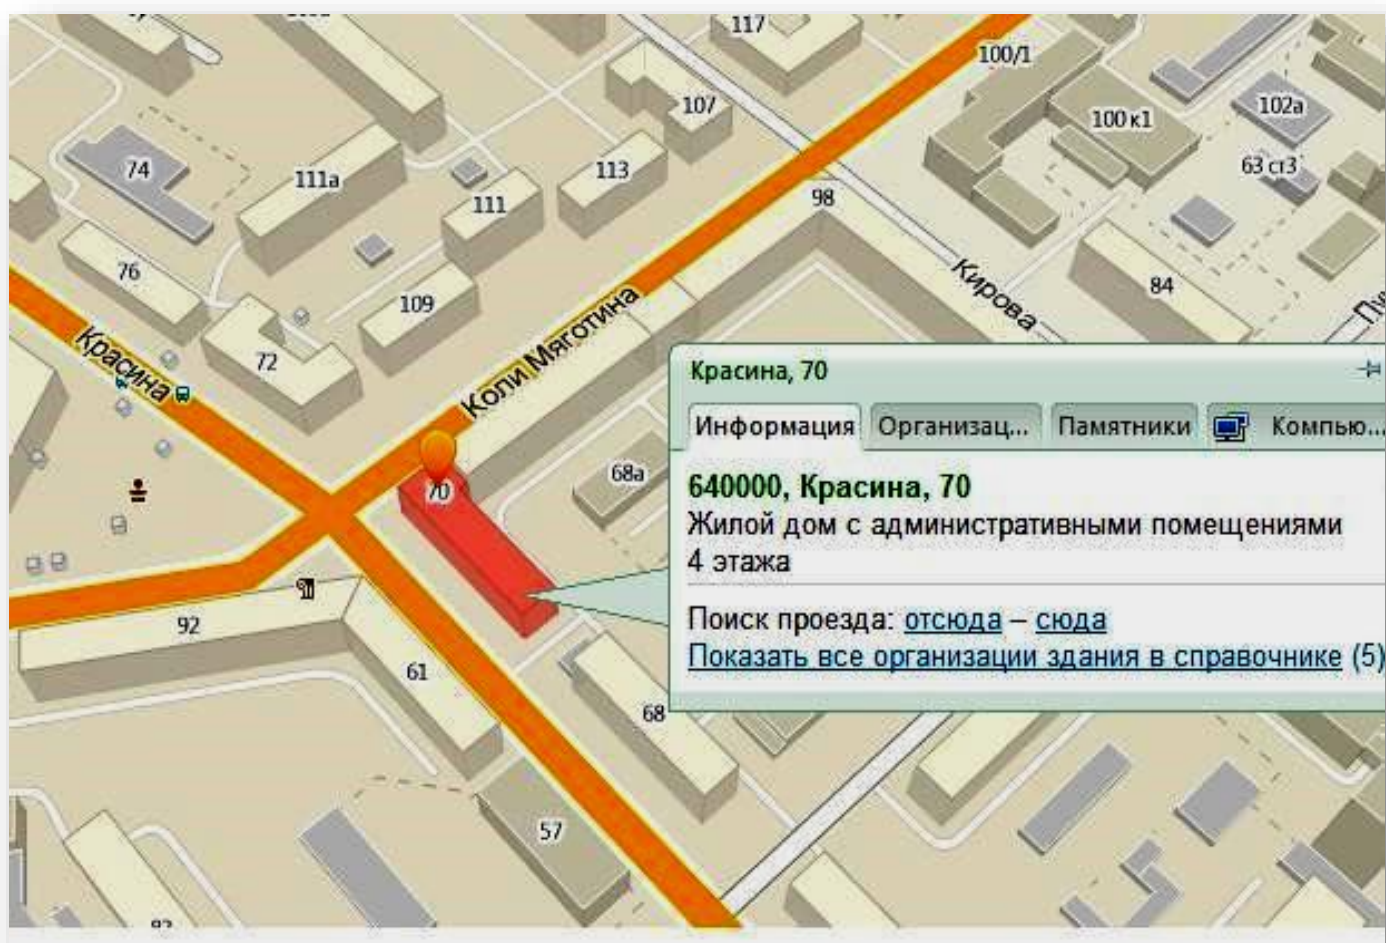 117
100/1
107
100 к1
102а
74
111а
113
63 ст3
111
98
76
109
Кирова
84
Красина
72
Коли Мяготина
70
68а
92
61
68
57
Красина, 70
Информация
Организац...
Памятники
Компью...
640000, Красина, 70
Жилой дом с административными помещениями
4 этажа
Поиск проезда: отсюда – сюда
Показать все организации здания в справочнике (5)